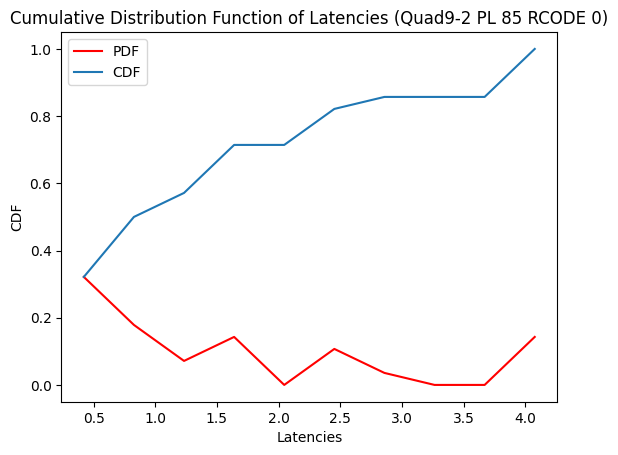 Cumulative Distribution Function of Latencies (Quad9-2 PL 85 RCODE 0)
PDF
CDF
1.0
0.8
0.6
0.4
0.2
0.0
CDF
0.5 1.0 1.5 2.0 2.5 3.0 3.5 4.0
Latencies